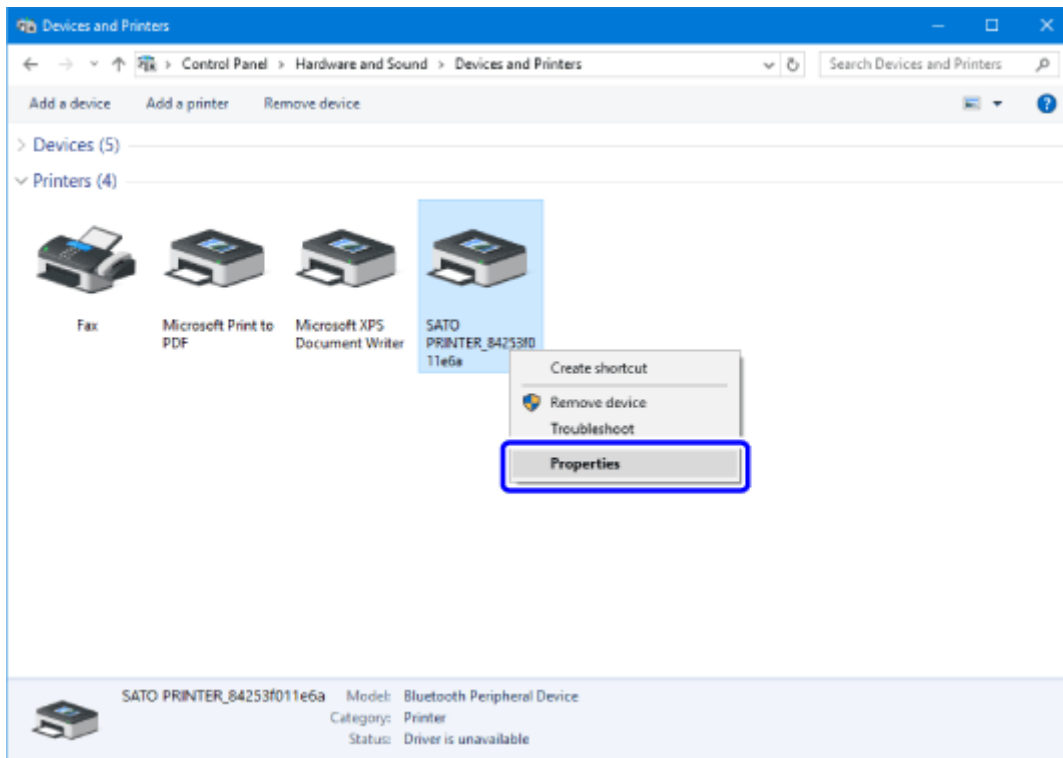 Devices and Printers
Control Panel > Hardware and Sound > Devices and Printers
Search Devices and Printers
Add a device Add a printer Remove device
?
Devices (5)
Printers (4)
Fax
Microsoft Print to
PDF
Microsoft XPS
Document Writer
SATO
PRINTER_84253f0
11e6a
Create shortcut
Remove device
Troubleshoot
Properties
SATO PRINTER_84253f011e6a Model: Bluetooth Peripheral Device
Category: Printer
Status: Driver is unavailable